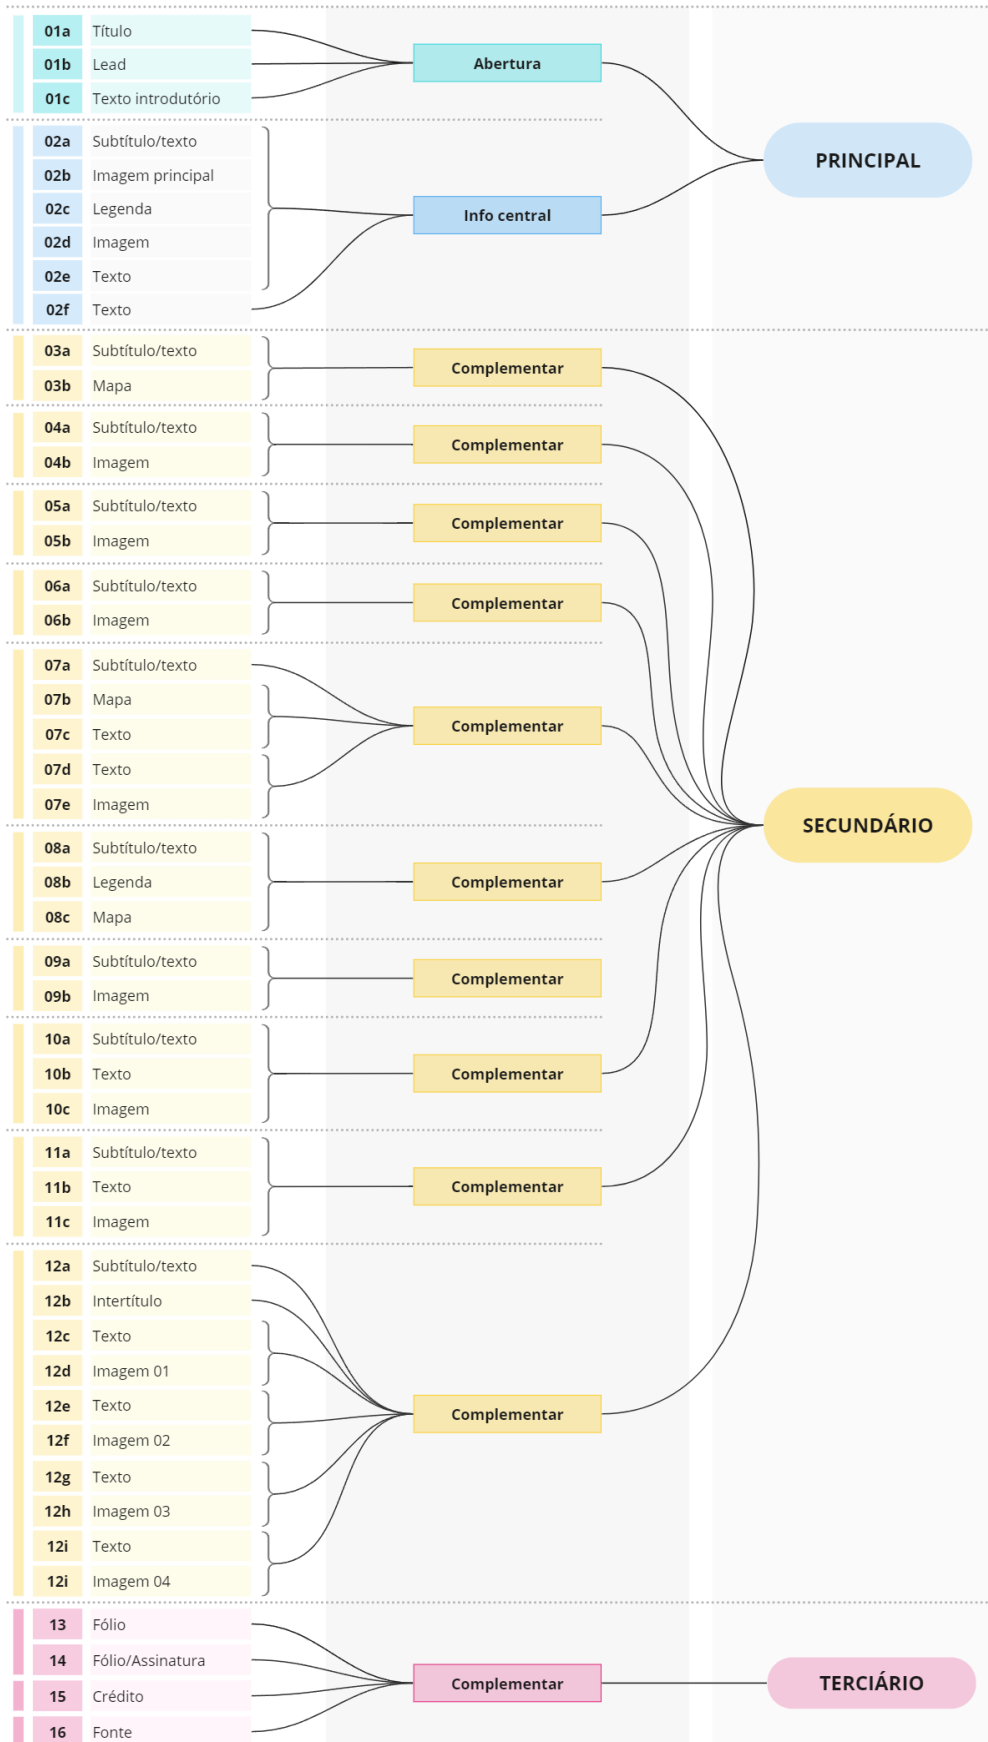 01a Título
01b Lead
01c Texto introdutório
Abertura
02a Subtítulo/texto
02b Imagem principal
02c Legenda
02d Imagem
02e Texto
02f Texto
Info central
PRINCIPAL
03a Subtítulo/texto
03b Mapa
Complementar
04a Subtítulo/texto
04b Imagem
Complementar
05a Subtítulo/texto
05b Imagem
Complementar
06a Subtítulo/texto
06b Imagem
Complementar
07a Subtítulo/texto
07b Mapa
07c Texto
07d Texto
07e Imagem
Complementar
08a Subtítulo/texto
08b Legenda
08c Mapa
Complementar
09a Subtítulo/texto
09b Imagem
Complementar
10a Subtítulo/texto
10b Texto
10c Imagem
Complementar
11a Subtítulo/texto
11b Texto
11c Imagem
Complementar
12a Subtítulo/texto
12b Intertítulo
12c Texto
12d Imagem 01
12e Texto
12f Imagem 02
12g Texto
12h Imagem 03
12i Texto
12i Imagem 04
Complementar
SECUNDÁRIO
13 Fólio
14 Fólio/Assinatura
15 Crédito
16 Fonte
Complementar
TERCIÁRIO